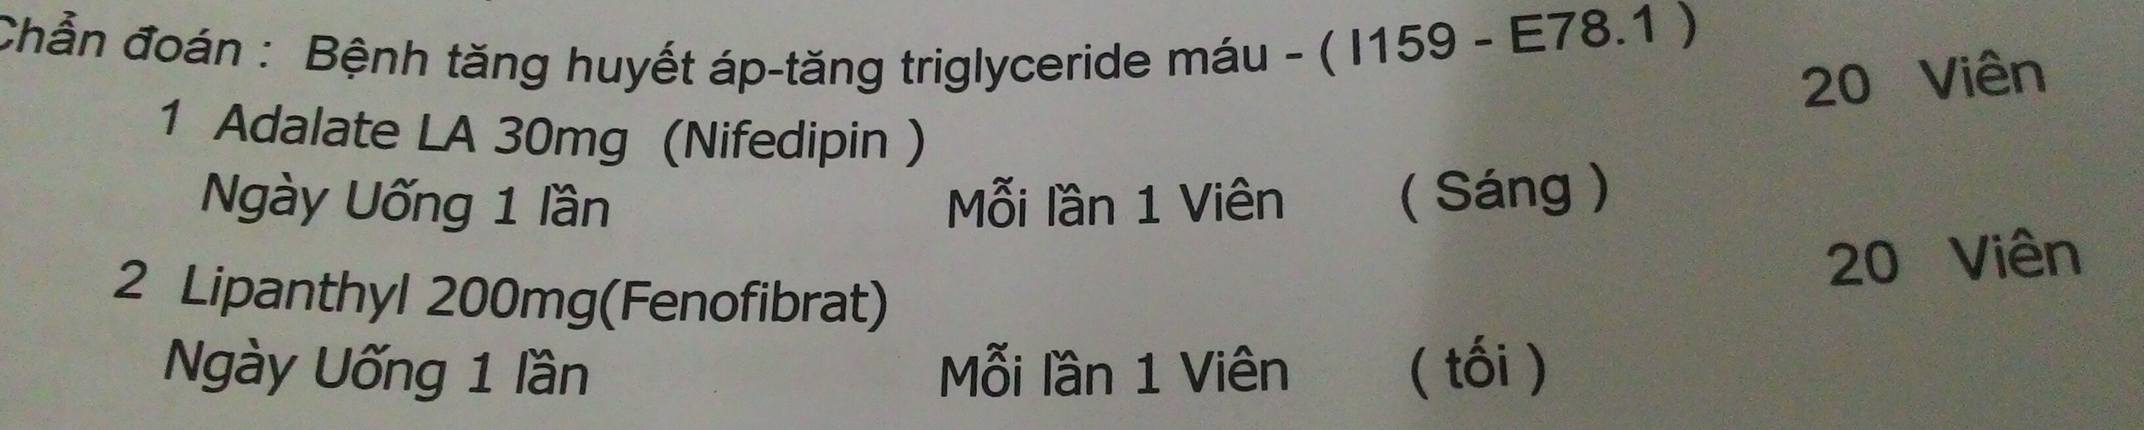 Chẩn đoán : Bệnh tăng huyết áp-tăng triglyceride máu - ( I159 - E78.1 )
1 Adalate LA 30mg (Nifedipin ) 20 Viên
Ngày Uống 1 lần Mỗi lần 1 Viên ( Sáng )
2 Lipanthyl 200mg(Fenofibrat) 20 Viên
Ngày Uống 1 lần Mỗi lần 1 Viên ( tối )